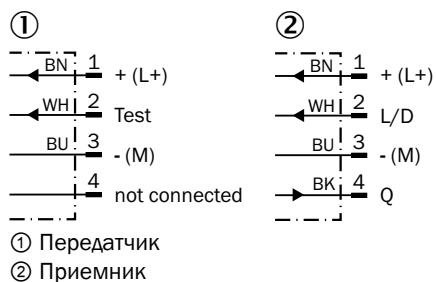 ① ②
BN 1 + (L+)
WH 2 Test
BU 3 - (M)
4 not connected
BN 1 + (L+)
WH 2 L/D
BU 3 - (M)
BK 4 Q
① Передатчик
② Приемник